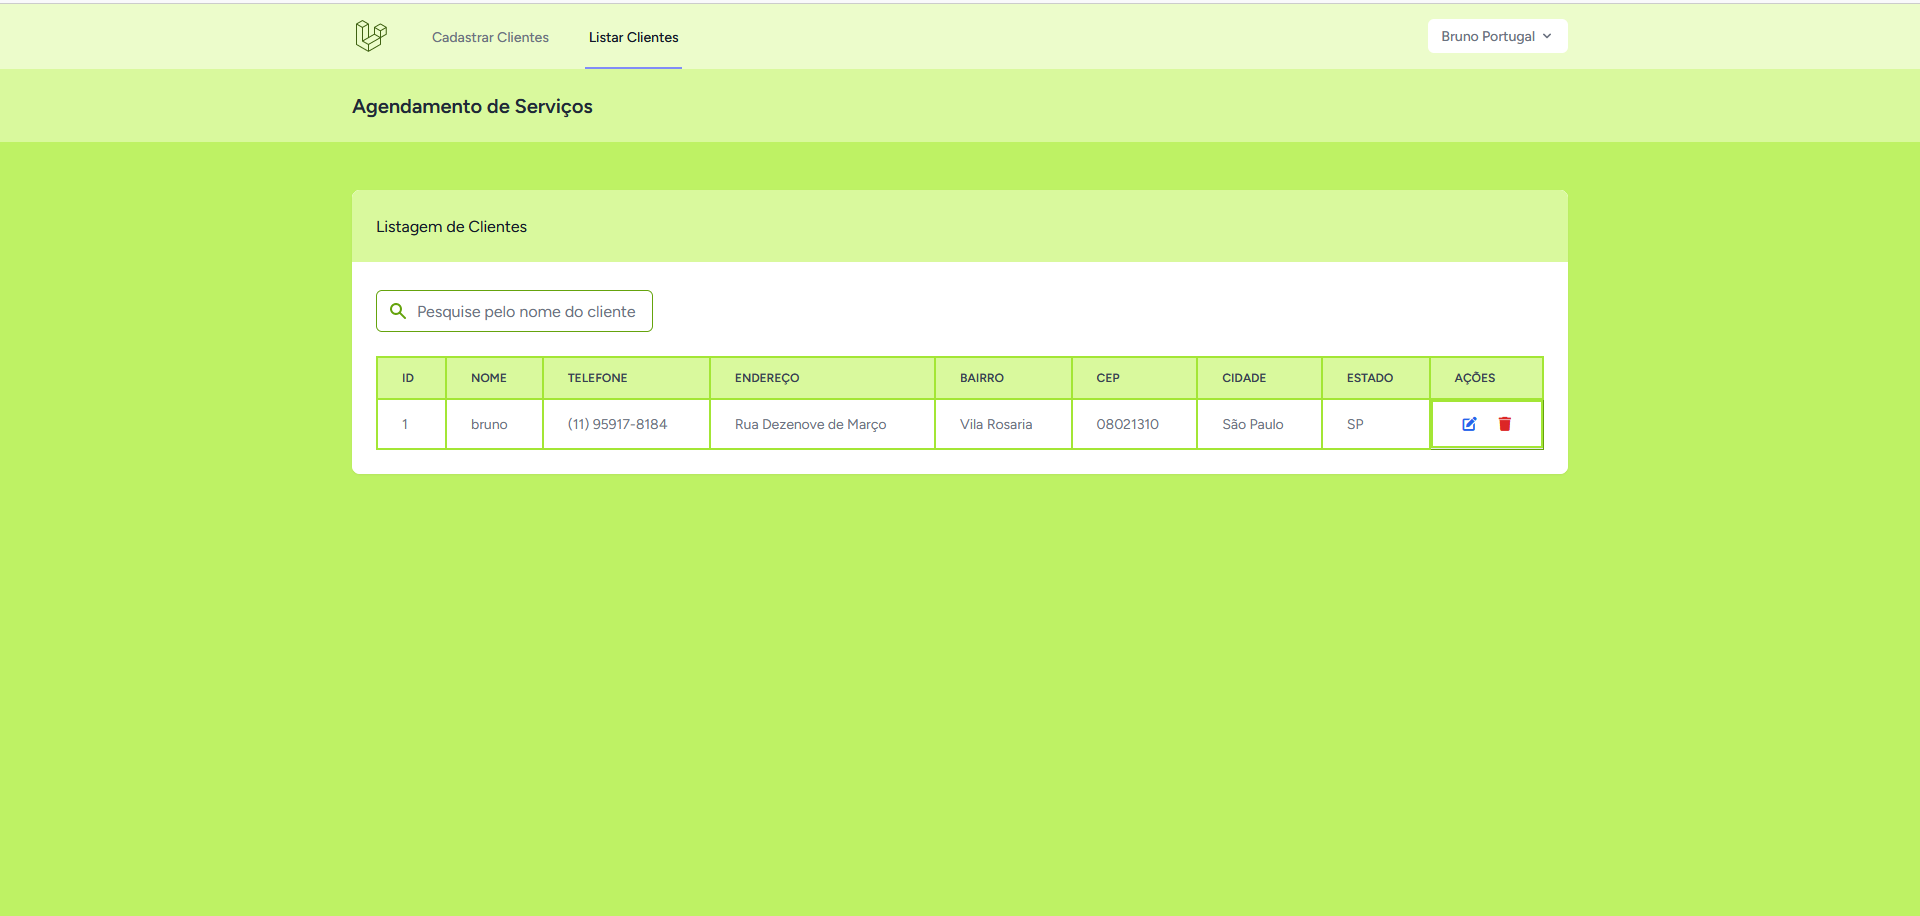 Cadastrar Clientes Listar Clientes Bruno Portugal
Agendamento de Serviços
Listagem de Clientes
Pesquise pelo nome do cliente
ID NOME TELEFONE ENDEREÇO BAIRRO CEP CIDADE ESTADO AÇÕES
1 bruno (11) 95917-8184 Rua Dezenove de Março Vila Rosaria 08021310 São Paulo SP